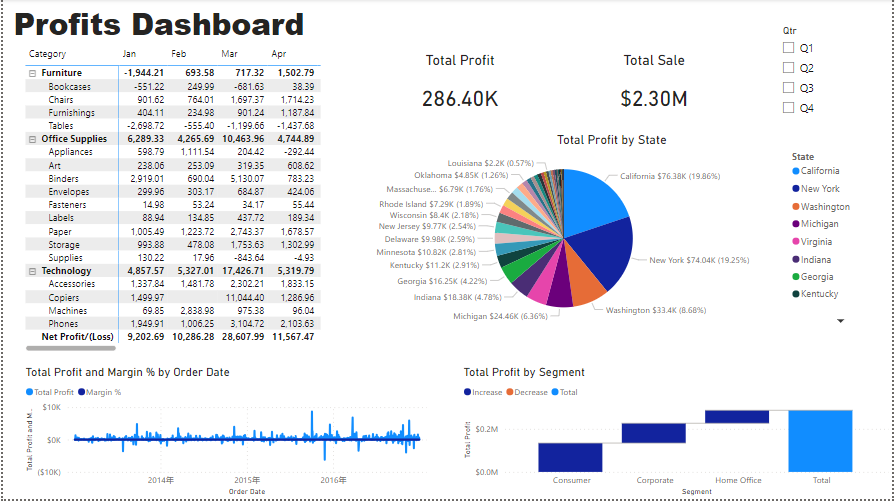 Profits Dashboard
Category Jan Feb Mar Apr
Furniture -1,944.21 693.58 717.32 1,502.79
Bookcases -551.22 249.99 -681.63 38.39
Chairs 901.62 764.01 1,697.37 1,714.23
Furnishings 404.11 234.98 901.24 1,187.84
Tables -2,698.72 -555.40 -1,199.66 -1,437.68
Office Supplies 6,289.33 4,265.69 10,463.96 4,744.89
Appliances 598.79 1,111.54 204.42 -292.44
Art 238.06 253.09 319.35 608.62
Binders 2,919.01 690.04 5,130.07 783.23
Envelopes 299.96 303.17 684.87 424.06
Fasteners 14.98 53.24 34.17 55.44
Labels 88.94 134.85 437.72 189.34
Paper 1,005.49 1,223.72 2,743.37 1,678.57
Storage 993.88 478.08 1,753.63 1,302.99
Supplies 130.22 17.96 -843.64 -4.93
Technology 4,857.57 5,327.01 17,426.71 5,319.79
Accessories 1,337.84 1,481.78 2,302.21 1,833.15
Copiers 1,499.97 11,044.40 1,286.96
Machines 69.85 2,838.98 975.38 96.04
Phones 1,949.91 1,006.25 3,104.72 2,103.63
Net Profit/(Loss) 9,202.69 10,286.28 28,607.99 11,567.47
Total Profit
286.40K
Total Sale
$2.30M
Qtr
Q1
Q2
Q3
Q4
Total Profit by State
Louisiana $2.2K (0.57%)
Oklahoma $4.85K (1.26%)
Massachuse... $6.79K (1.76%)
Rhode Island $7.29K (1.89%)
Wisconsin $8.4K (2.18%)
New Jersey $9.77K (2.54%)
Delaware $9.98K (2.59%)
Minnesota $10.82K (2.81%)
Kentucky $11.2K (2.91%)
Georgia $16.25K (4.22%)
Indiana $18.38K (4.78%)
Michigan $24.46K (6.36%)
California $76.38K (19.86%)
New York $74.04K (19.25%)
Washington $33.4K (8.68%)
State
California
New York
Washington
Michigan
Virginia
Indiana
Georgia
Kentucky
Total Profit and Margin % by Order Date
Total Profit Margin %
Total Profit and M...
$10K
$0K
($10K)
2014年 2015年 2016年
Order Date
Total Profit by Segment
Increase Decrease Total
Total Profit
$0.2M
$0.0M
Consumer Corporate Home Office Total
Segment